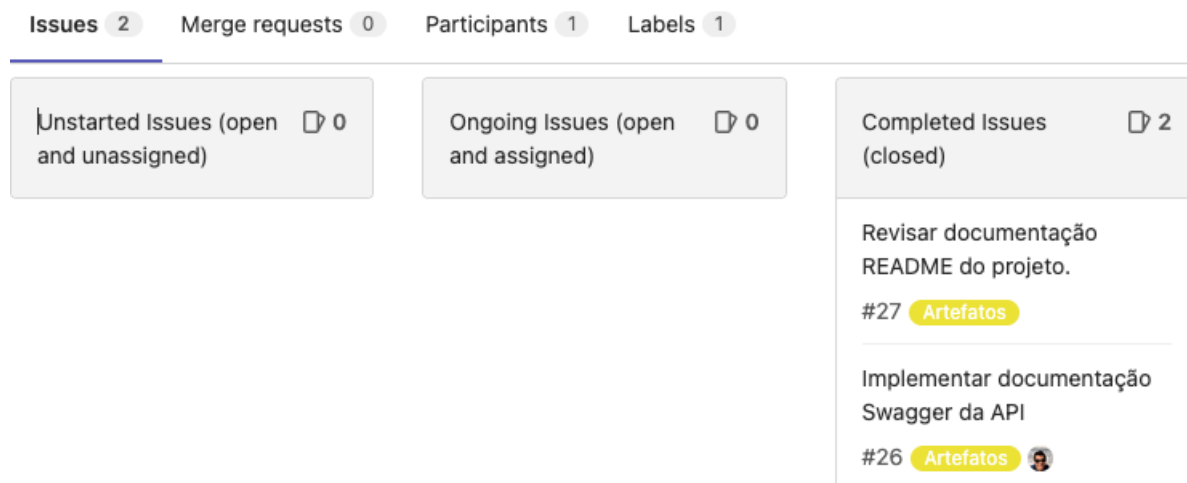 Issues 2 Merge requests 0 Participants 1 Labels 1
Unstarted Issues (open 0
and unassigned)
Ongoing Issues (open 0
and assigned)
Completed Issues 2
(closed)
Revisar documentação
README do projeto.
#27 Artefatos
Implementar documentação
Swagger da API
#26 Artefatos